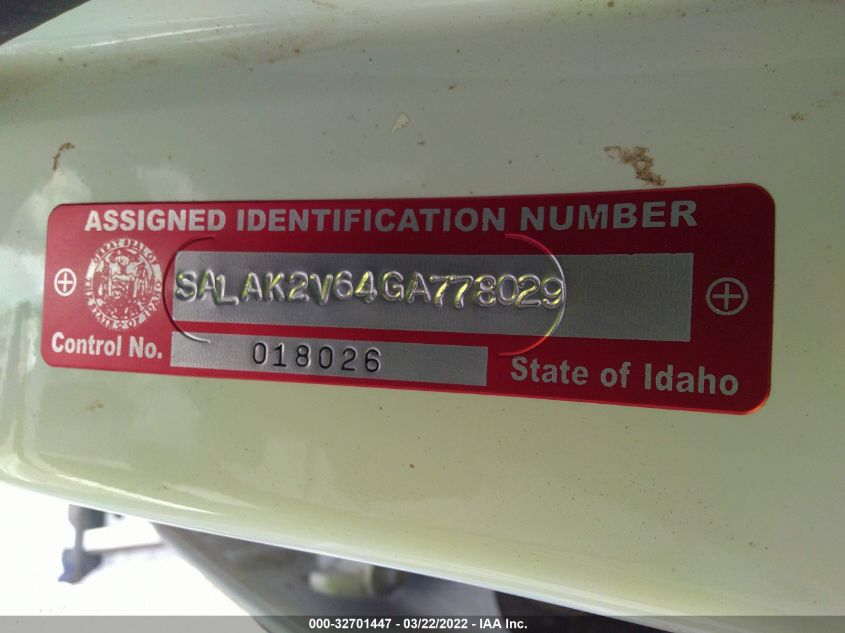 ASSIGNED IDENTIFICATION NUMBER
SALAK2V64GA778029
Control No. 018026
State of Idaho
000-32701447 - 03/22/2022 - IAA Inc.